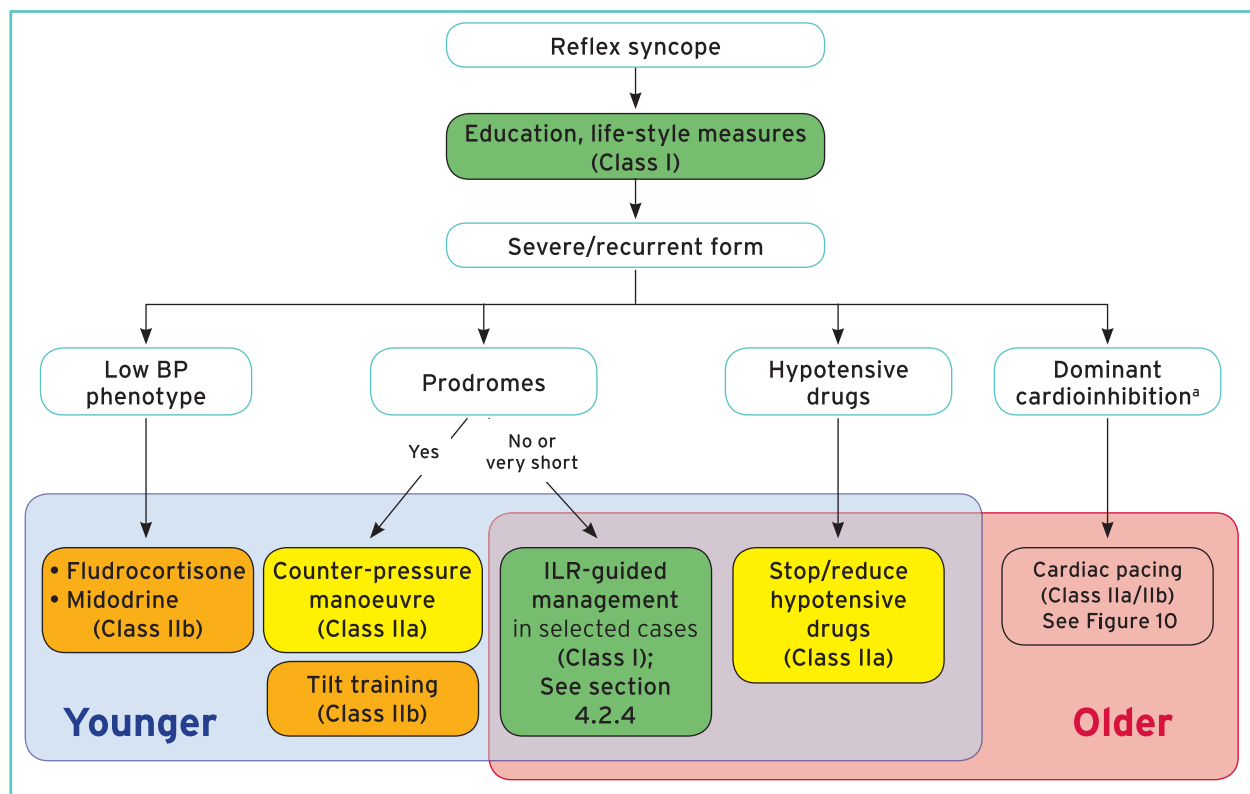 Reflex syncope
Education, life-style measures
(Class I)
Severe/recurrent form
Low BP
phenotype
Prodromes
Hypotensive
drugs
Dominant
cardioinhibitionᵃ
Yes
No or
very short
• Fludrocortisone
• Midodrine
(Class IIb)
Counter-pressure
manoeuvre
(Class IIa)
Tilt training
(Class IIb)
ILR-guided
management
in selected cases
(Class I);
See section
4.2.4
Stop/reduce
hypotensive
drugs
(Class IIa)
Cardiac pacing
(Class IIa/IIb)
See Figure 10
Younger
Older